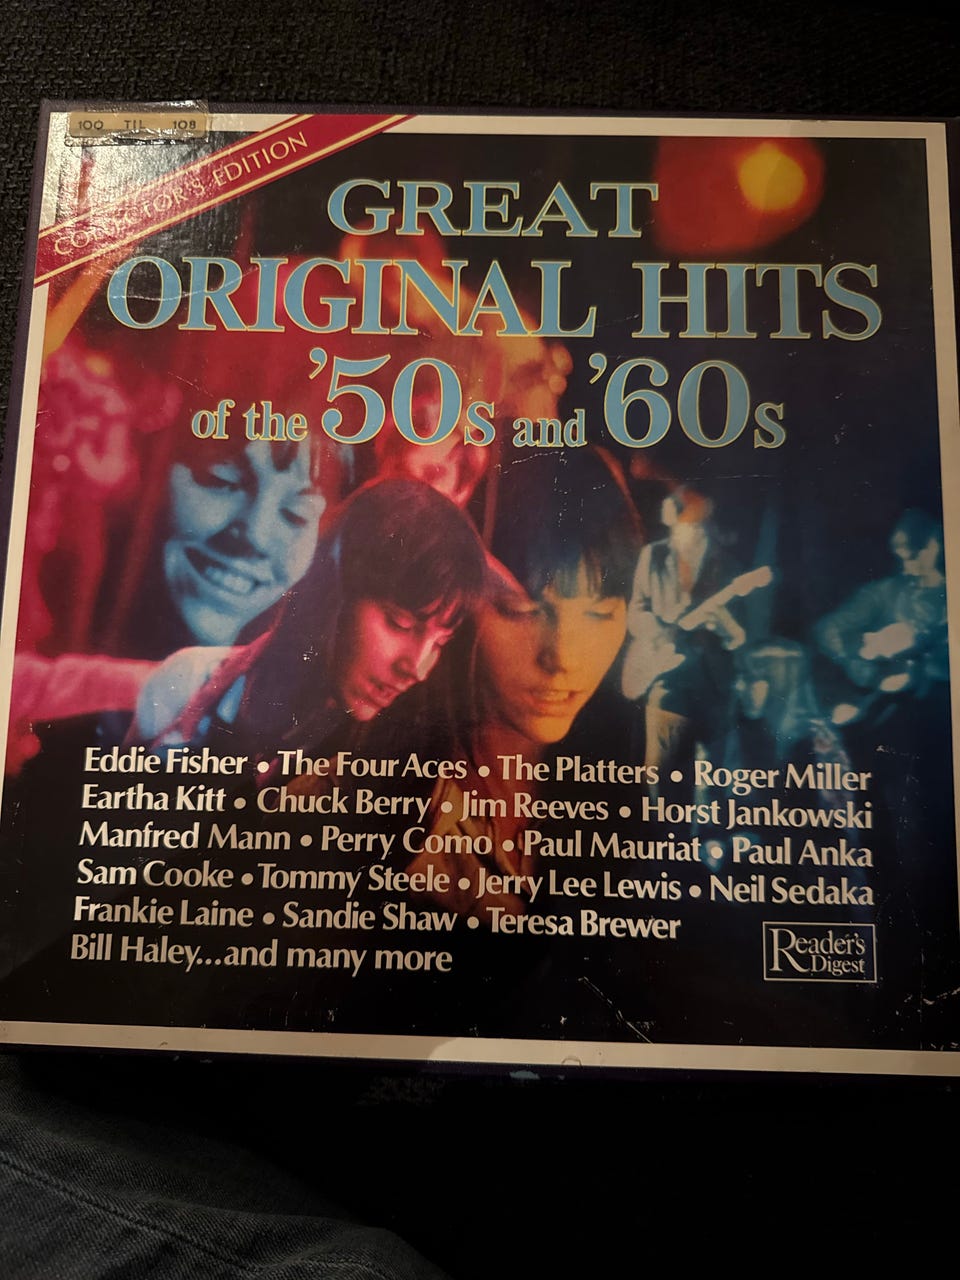 100 TIL 108
COLLECTOR'S EDITION
GREAT
ORIGINAL HITS
of the '50s and '60s
Eddie Fisher • The Four Aces • The Platters • Roger Miller
Eartha Kitt • Chuck Berry • Jim Reeves • Horst Jankowski
Manfred Mann • Perry Como • Paul Mauriat • Paul Anka
Sam Cooke • Tommy Steele • Jerry Lee Lewis • Neil Sedaka
Frankie Laine • Sandie Shaw • Teresa Brewer
Bill Haley...and many more
Reader's
Digest